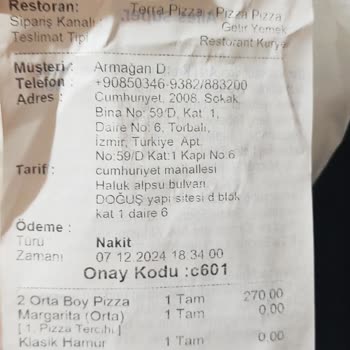 Restoran: Terra Pizza - Pizza Pizza
Sipariş Kanalı Gelir Yemek
Teslimat Tipi Restorant Kurye
Müşteri : Armağan D.
Telefon : +90850346-9382/883200
Adres : Cumhuriyet, 2008, Sokak,
Bina No: 59/D, Kat: 1,
Daire No: 6, Torbalı,
İzmir, Türkiye Apt.
No:59/D Kat:1 Kapı No:6
Tarif : cumhuriyet mahallesi
Haluk alpsu bulvarı
DOĞUŞ yapı sitesi d blok
kat 1 daire 6
Ödeme :
Türü Nakit
Zamanı 07 12 2024 18 34 00
Onay Kodu :c601
2 Orta Boy Pizza 1 Tam 270.00
Margarita (Orta) 1 Tam 0.00
[ 1. Pizza Tercihi ]
Klasik Hamur 1 Tam 0.00